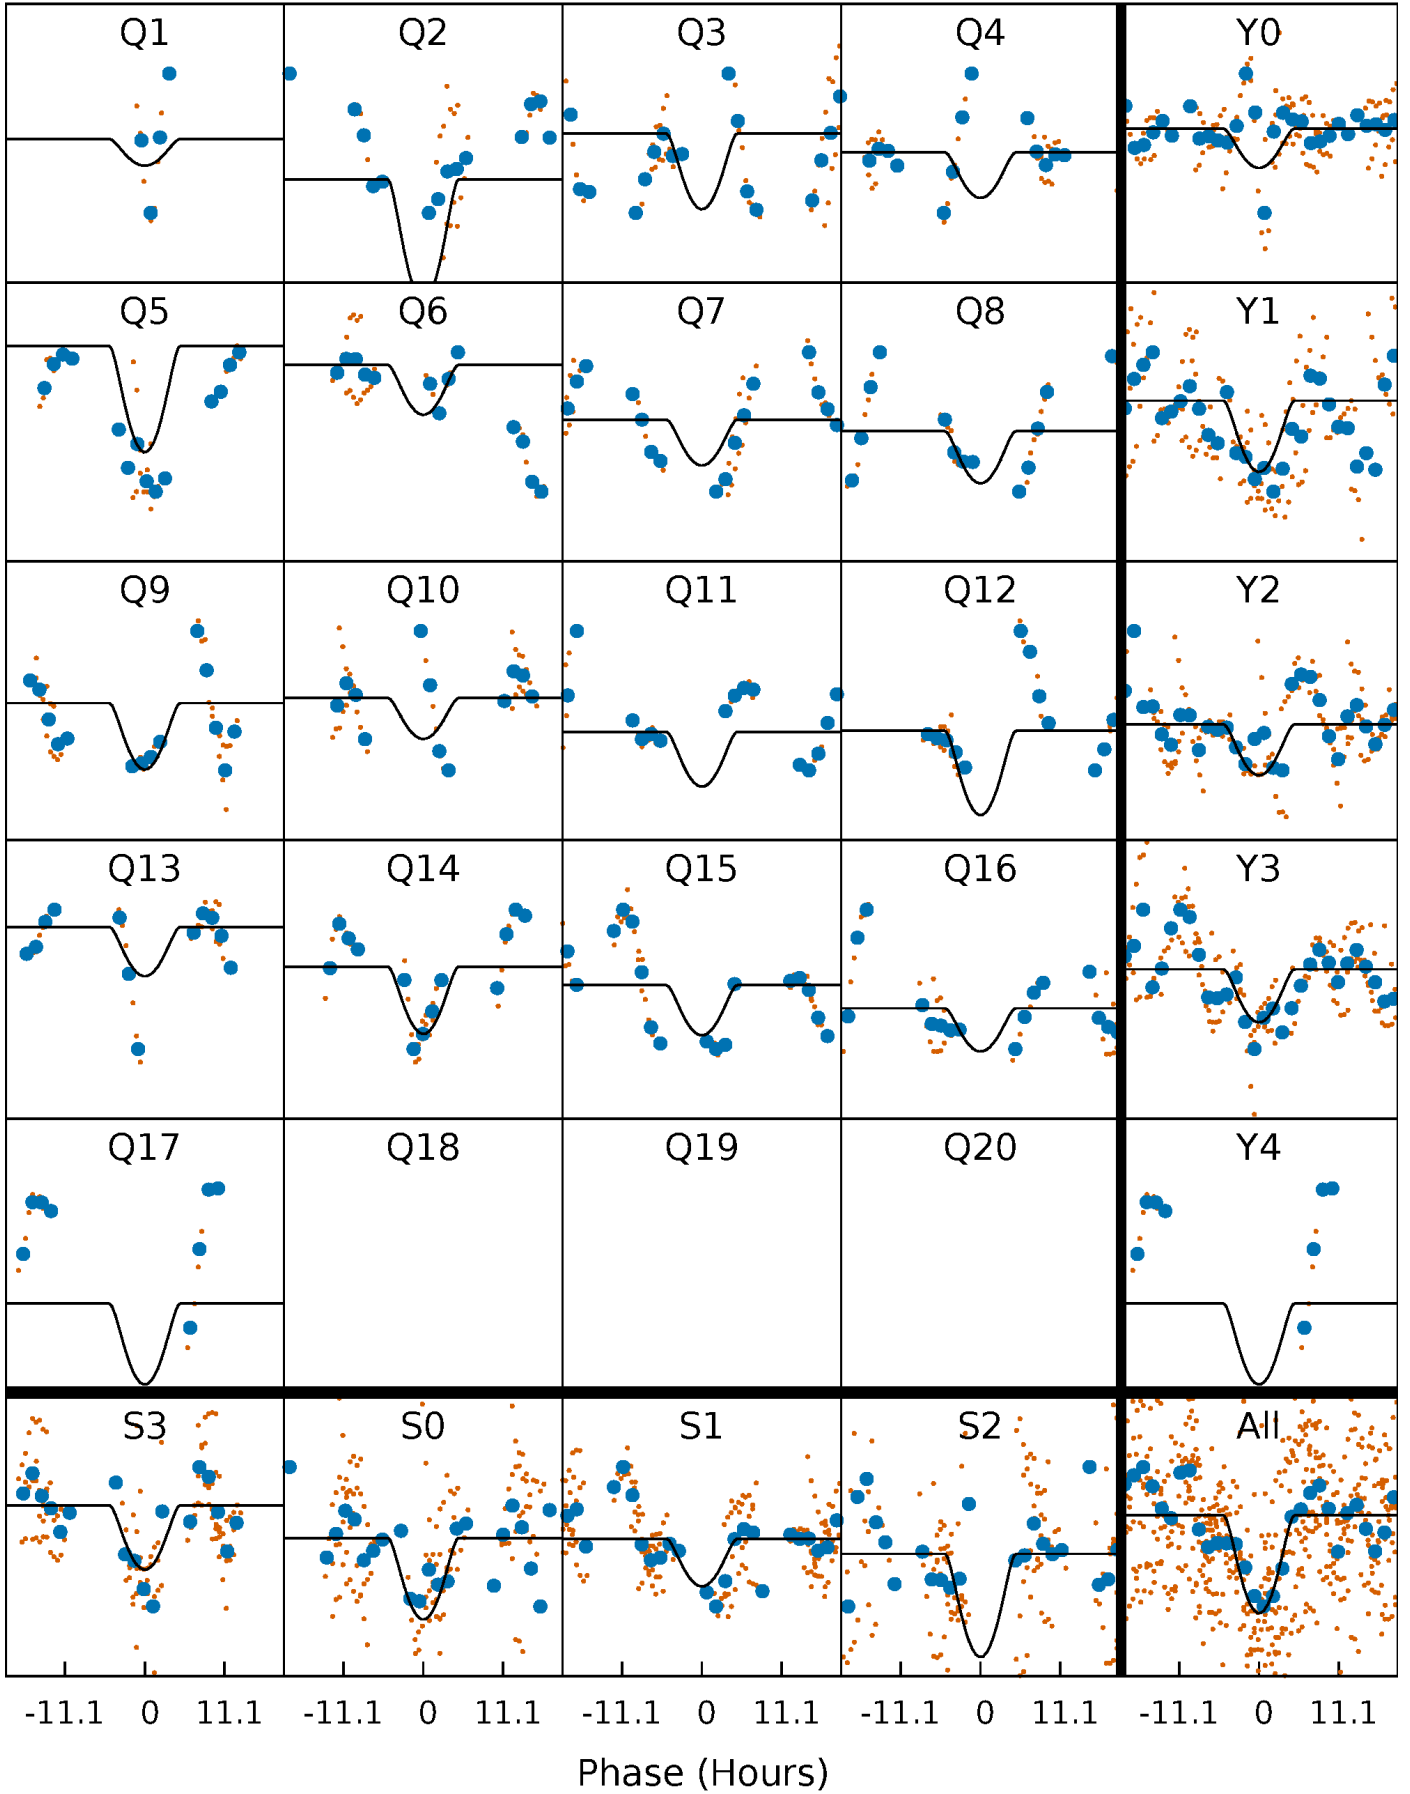 Q1 Q2 Q3 Q4 Y0
Q5 Q6 Q7 Q8 Y1
Q9 Q10 Q11 Q12 Y2
Q13 Q14 Q15 Q16 Y3
Q17 Q18 Q19 Q20 Y4
S3 S0 S1 S2 All
-11.1 0 11.1 -11.1 0 11.1 -11.1 0 11.1 -11.1 0 11.1 -11.1 0 11.1
Phase (Hours)